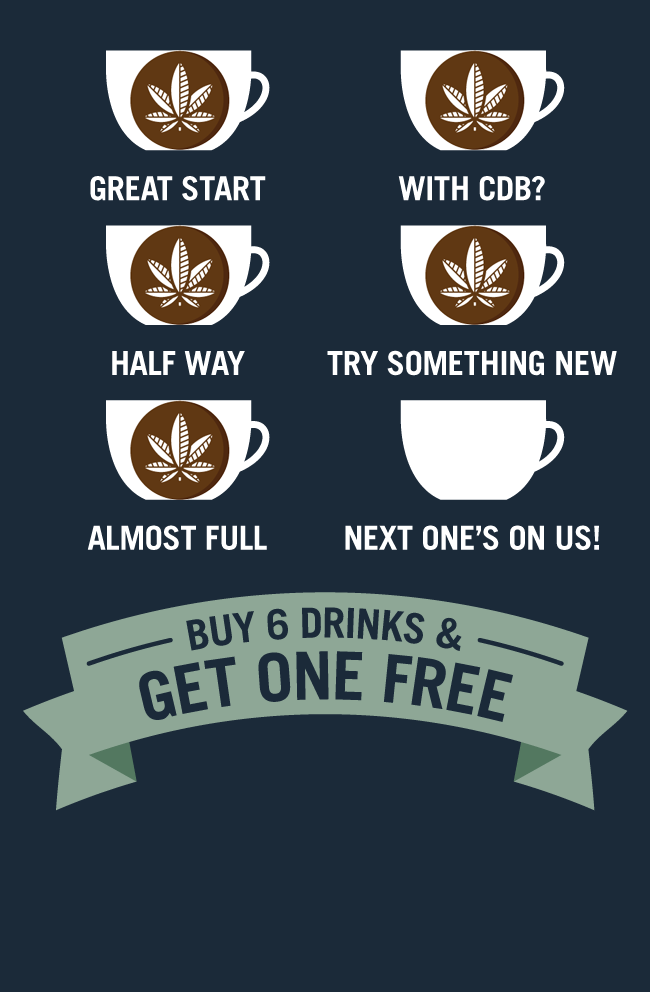 GREAT START
WITH CDB?
HALF WAY
TRY SOMETHING NEW
ALMOST FULL
NEXT ONE'S ON US!
BUY 6 DRINKS &
GET ONE FREE